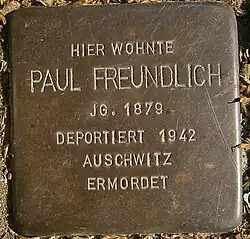 HIER WOHNTE
PAUL FREUNDLICH
JG. 1879
DEPORTIERT 1942
AUSCHWITZ
ERMORDET